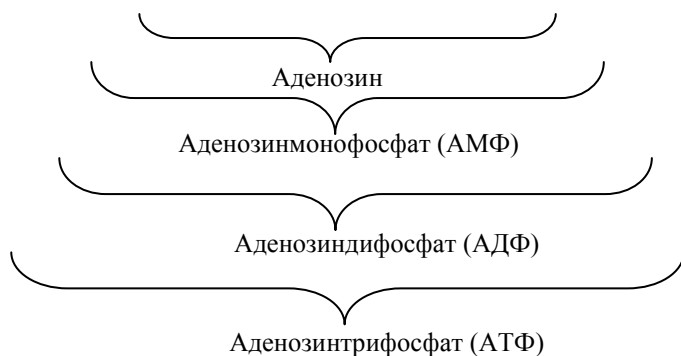 Аденозин
Аденозинмонофосфат (АМФ)
Аденозиндифосфат (АДФ)
Аденозинтрифосфат (АТФ)